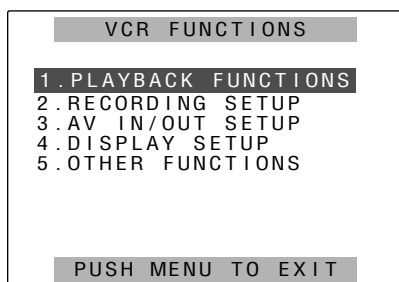 VCR FUNCTIONS
1.PLAYBACK FUNCTIONS
2.RECORDING SETUP
3.AV IN/OUT SETUP
4.DISPLAY SETUP
5.OTHER FUNCTIONS
PUSH MENU TO EXIT